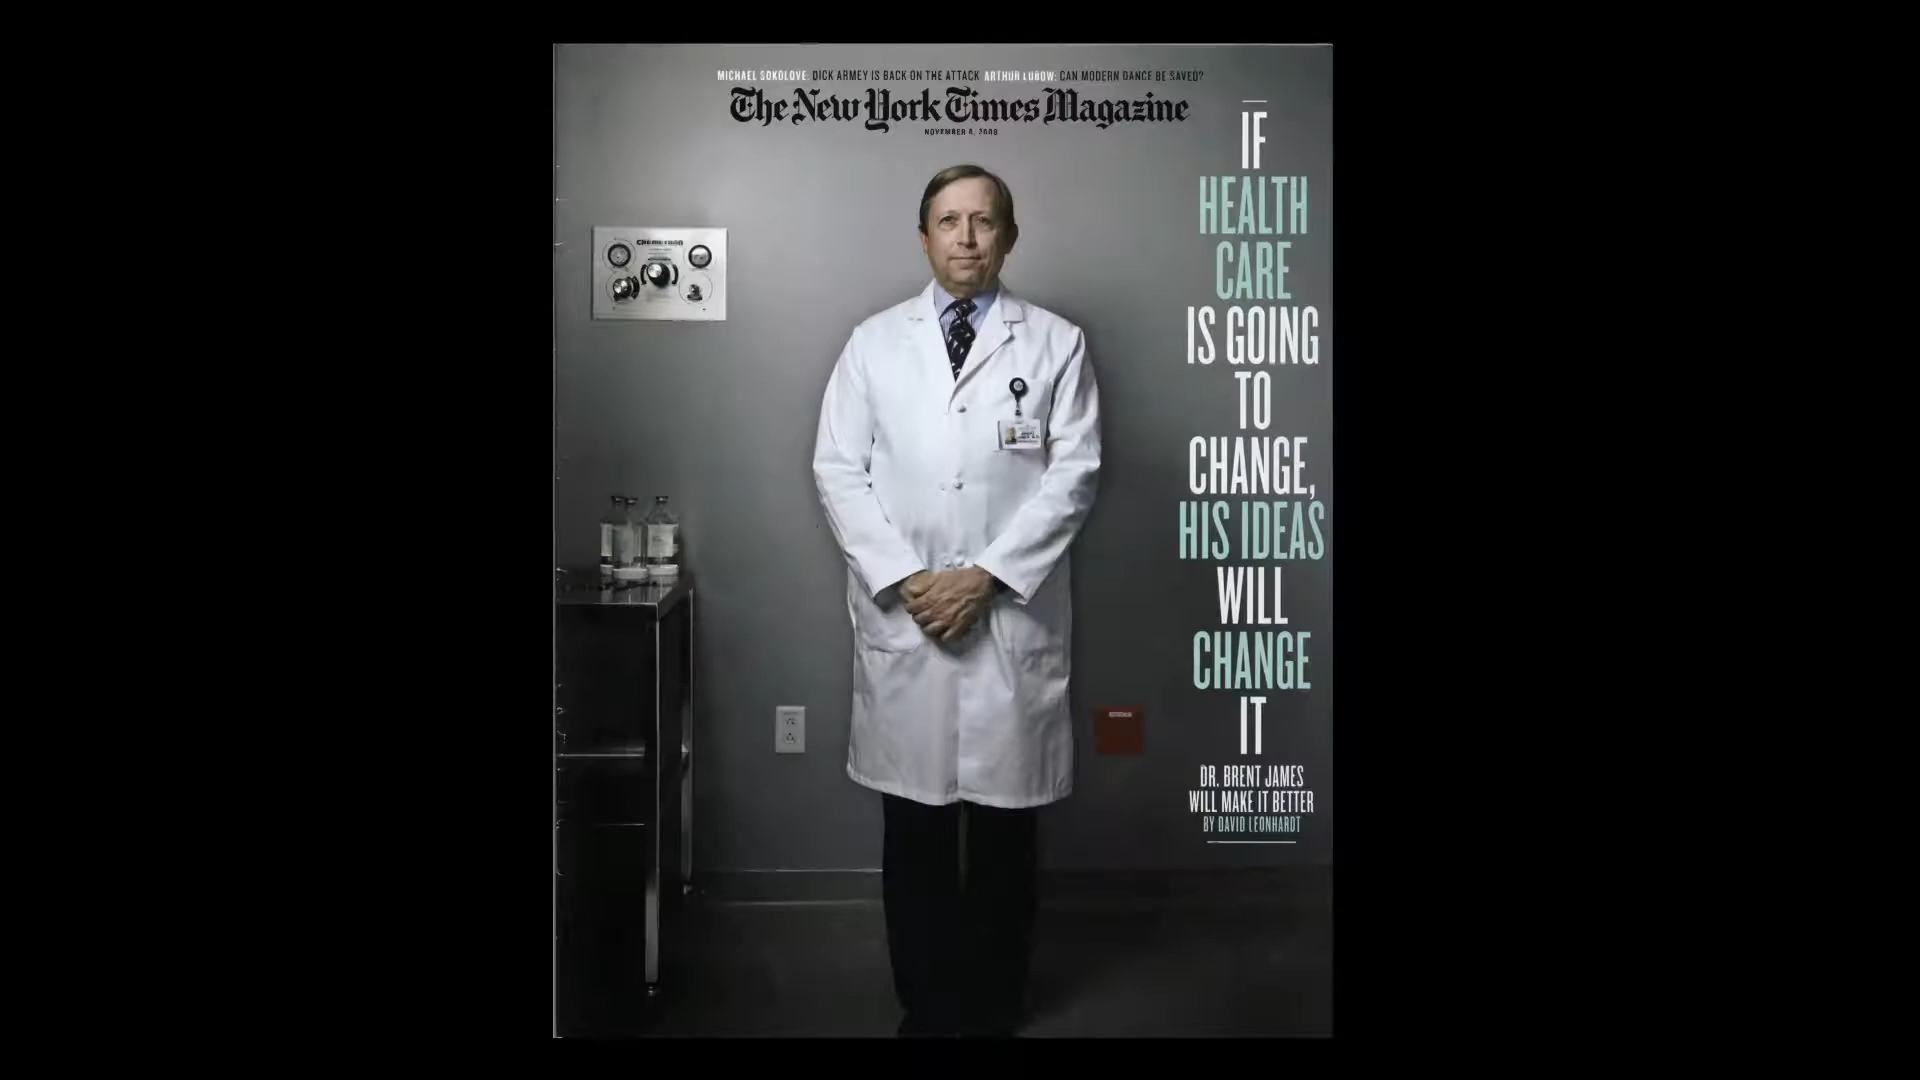 MICHAEL SOKOLOVE: DICK ARMEY IS BACK ON THE ATTACK ARTHUR LUBOW: CAN MODERN DANCE BE SAVED?
The New York Times Magazine
NOVEMBER 8, 2009
CHEMETRON
IF
HEALTH
CARE
IS GOING
TO
CHANGE,
HIS IDEAS
WILL
CHANGE
IT
DR. BRENT JAMES
WILL MAKE IT BETTER
BY DAVID LEONHARDT